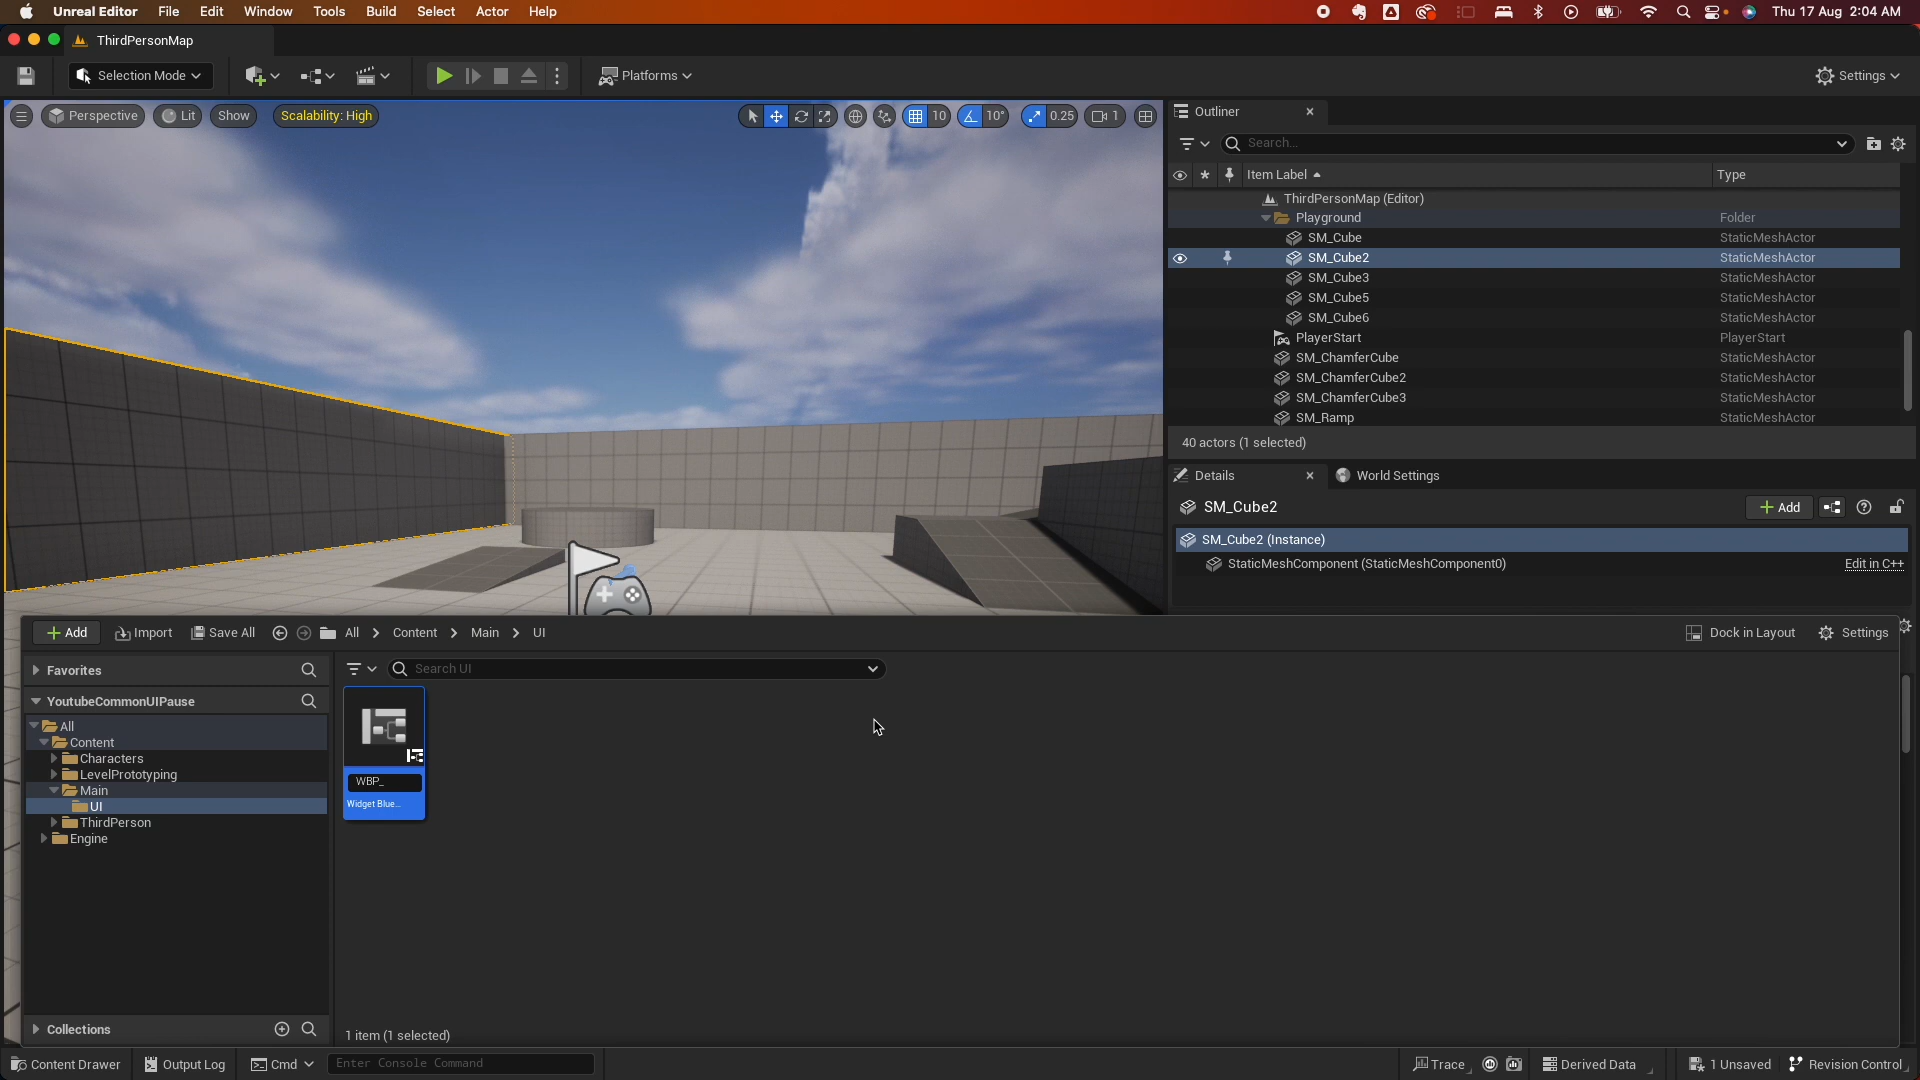 Unreal Editor File Edit Window Tools Build Select Actor Help Thu 17 Aug 2:04 AM
ThirdPersonMap
Selection Mode Platforms Settings
Perspective Lit Show Scalability: High 10 10° 0.25 1
Outliner
Search...
Item Label Type
ThirdPersonMap (Editor)
Playground Folder
SM_Cube StaticMeshActor
SM_Cube2 StaticMeshActor
SM_Cube3 StaticMeshActor
SM_Cube5 StaticMeshActor
SM_Cube6 StaticMeshActor
PlayerStart PlayerStart
SM_ChamferCube StaticMeshActor
SM_ChamferCube2 StaticMeshActor
SM_ChamferCube3 StaticMeshActor
SM_Ramp StaticMeshActor
40 actors (1 selected)
Details World Settings
SM_Cube2 Add
SM_Cube2 (Instance)
StaticMeshComponent (StaticMeshComponent0) Edit in C++
Add Import Save All All Content Main UI Dock in Layout Settings
Favorites
Search UI
YoutubeCommonUIPause
All
Content
Characters
LevelPrototyping
Main
UI
ThirdPerson
Engine
WBP_
Widget Blue...
Collections
1 item (1 selected)
Content Drawer Output Log Cmd Enter Console Command Trace Derived Data 1 Unsaved Revision Control